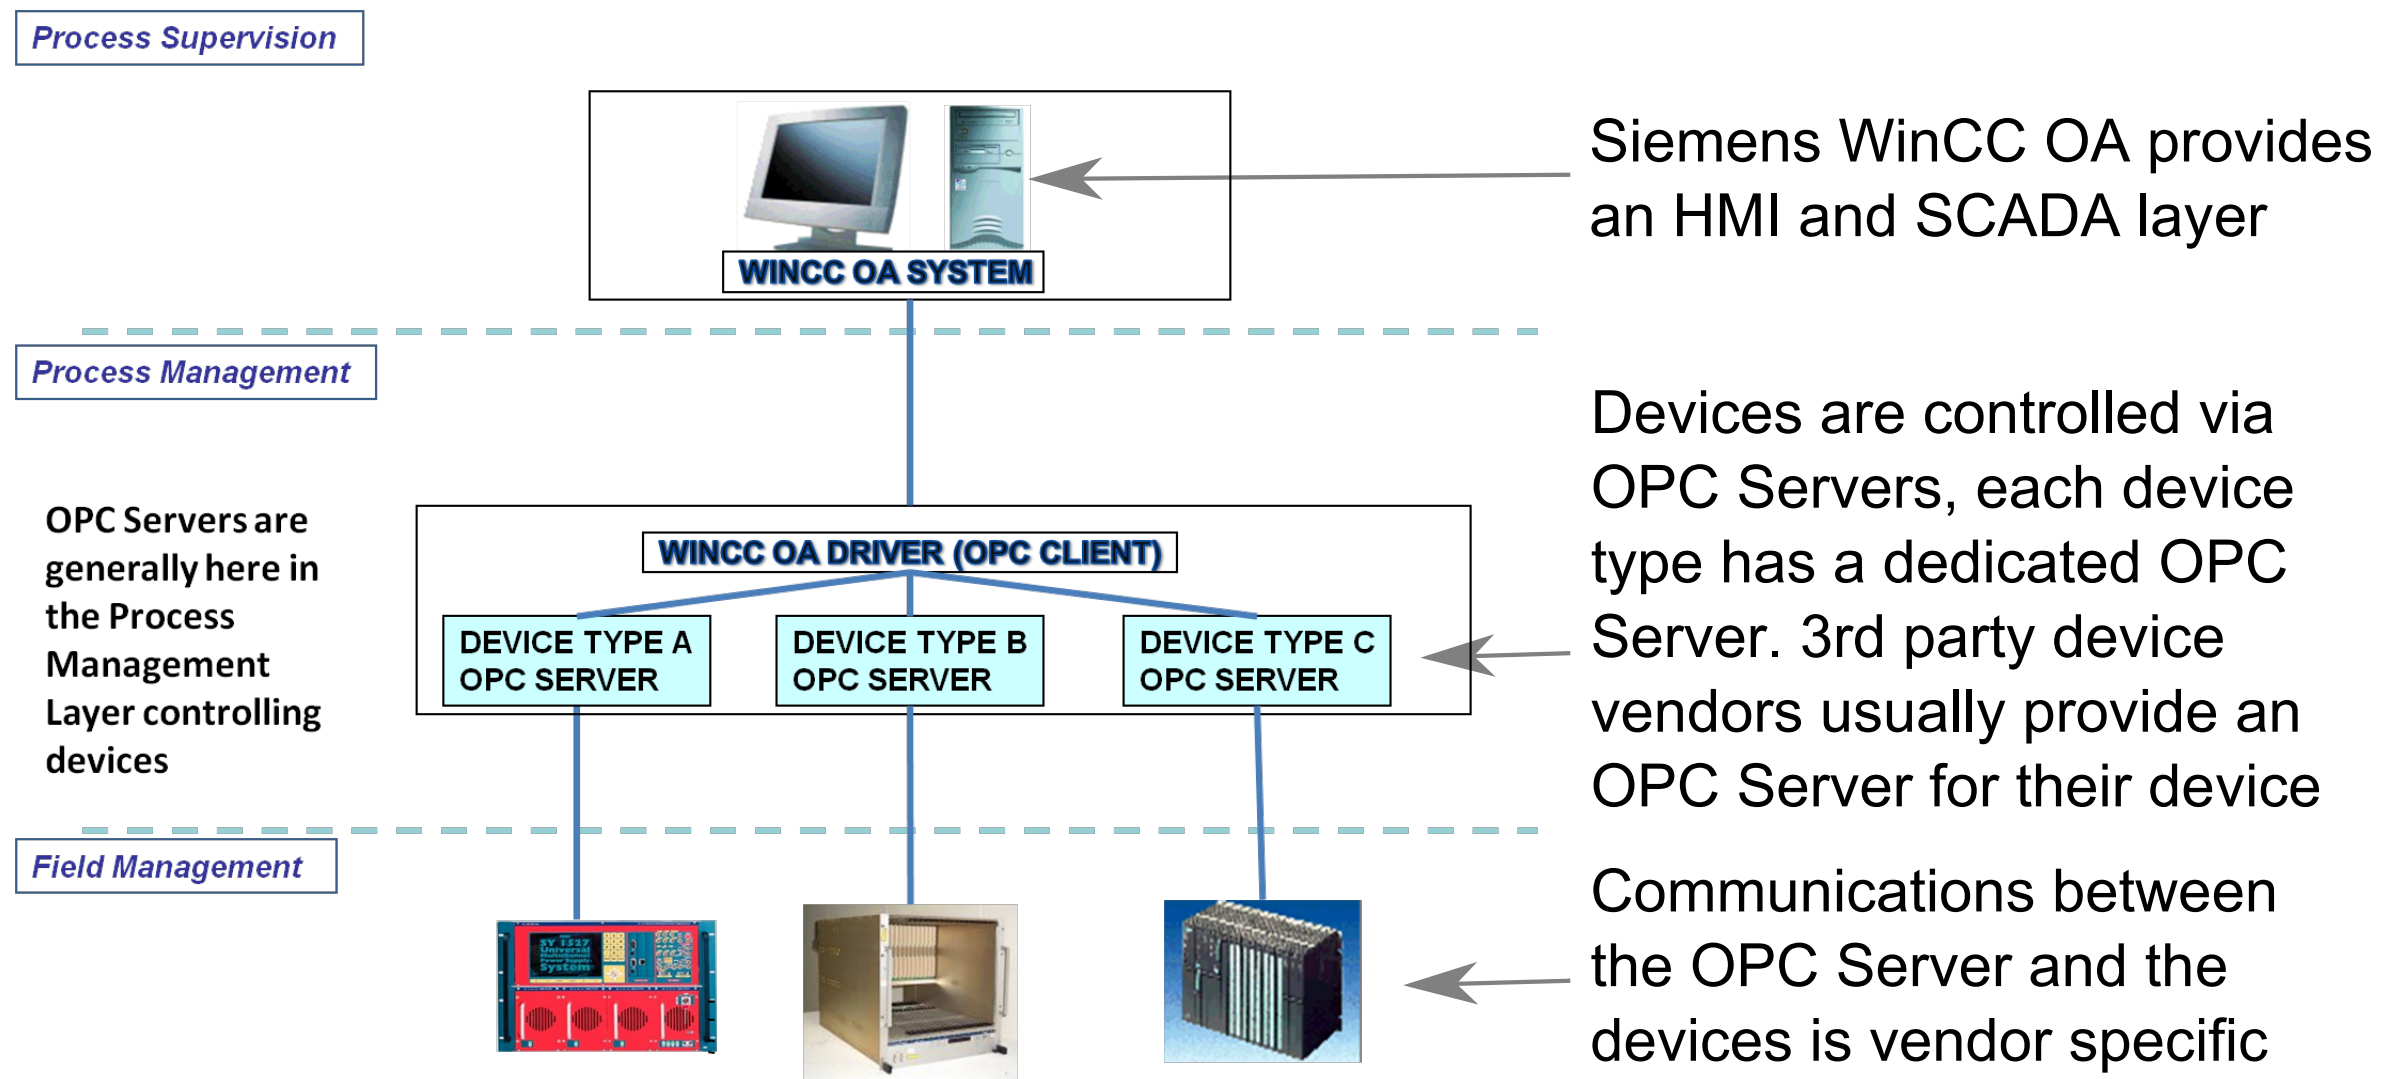 Process Supervision
Siemens WinCC OA provides
an HMI and SCADA layer
WINCC OA SYSTEM
Process Management
OPC Servers are
generally here in
the Process
Management
Layer controlling
devices
WINCC OA DRIVER (OPC CLIENT)
DEVICE TYPE A
OPC SERVER
DEVICE TYPE B
OPC SERVER
DEVICE TYPE C
OPC SERVER
Devices are controlled via
OPC Servers, each device
type has a dedicated OPC
Server. 3rd party device
vendors usually provide an
OPC Server for their device
Field Management
SY 1527
Universal
Multichannel
Power Supply
System
Communications between
the OPC Server and the
devices is vendor specific